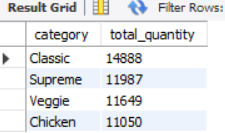 Result Grid Filter Rows:
category total_quantity
Classic 14888
Supreme 11987
Veggie 11649
Chicken 11050